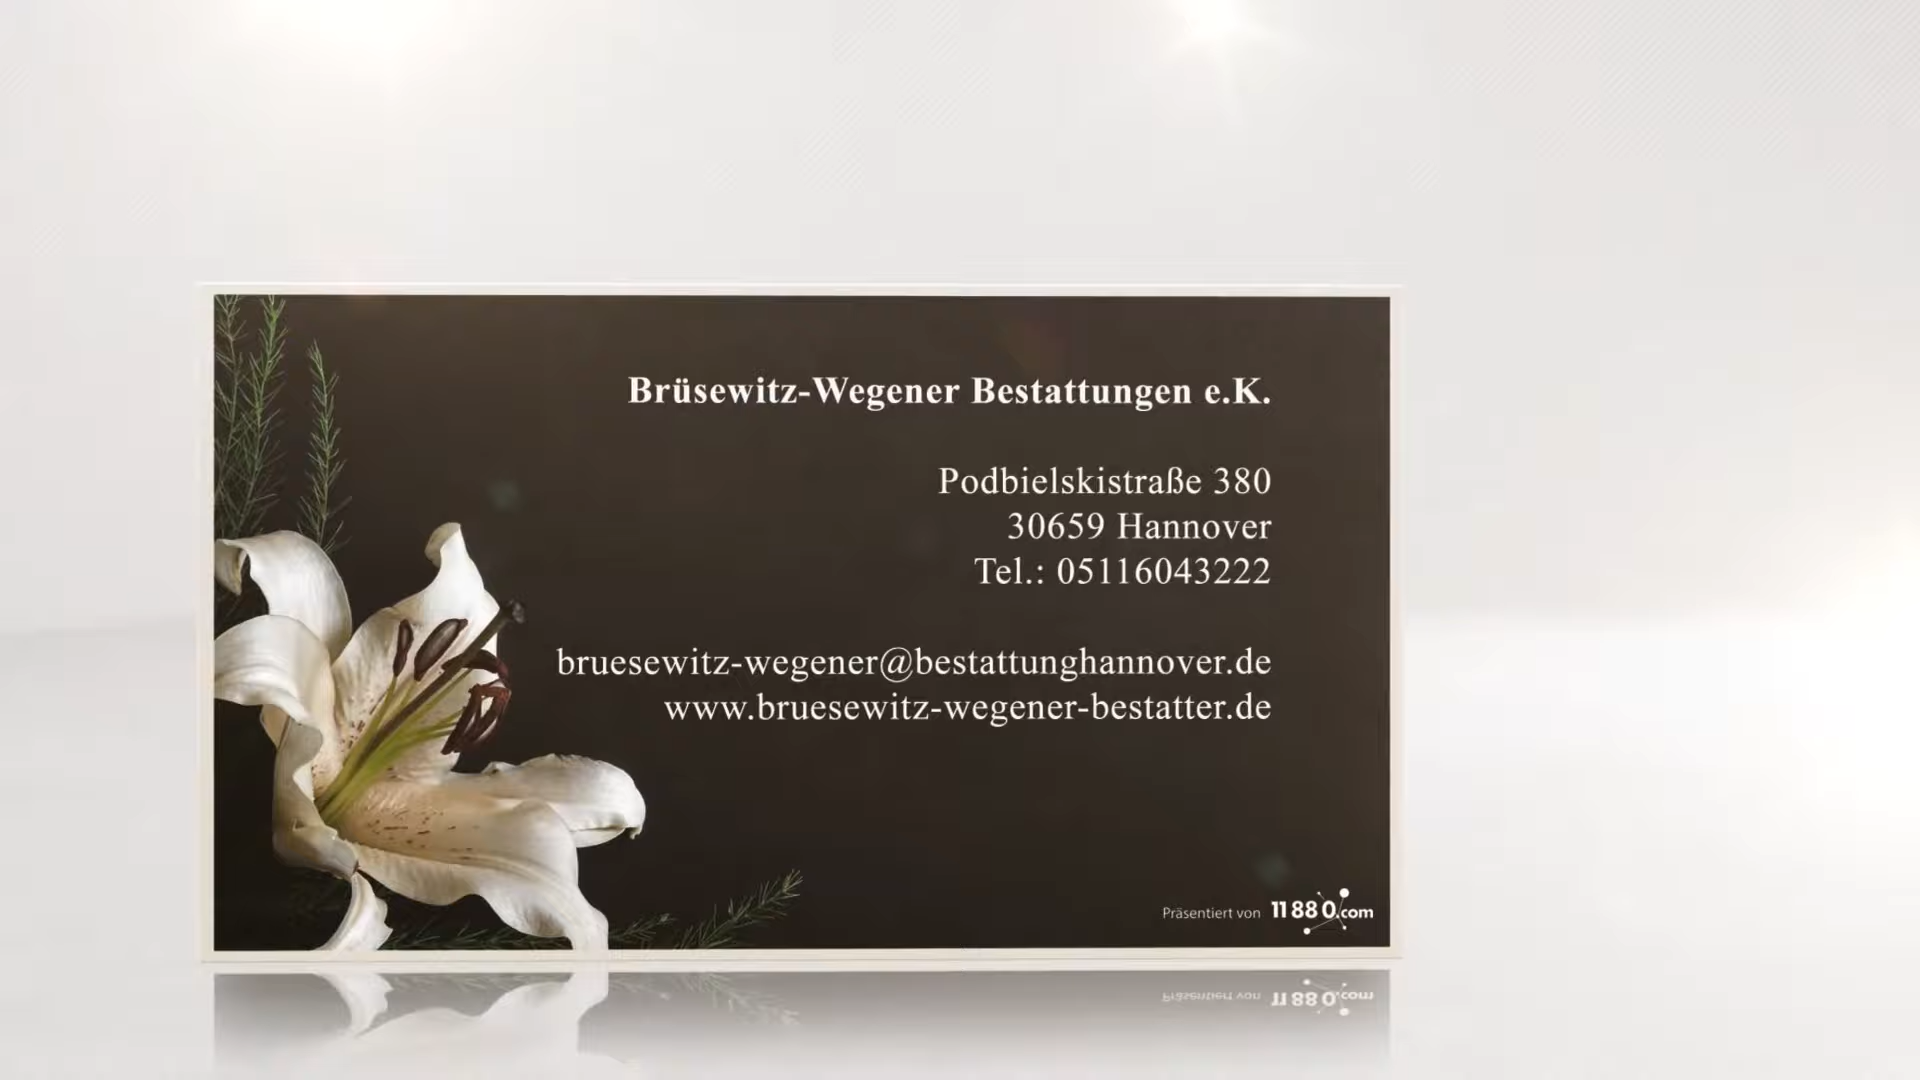 Brüsewitz-Wegener Bestattungen e.K.
Podbielskistraße 380
30659 Hannover
Tel.: 05116043222
bruesewitz-wegener@bestattunghannover.de
www.bruesewitz-wegener-bestatter.de
Präsentiert von 11880.com